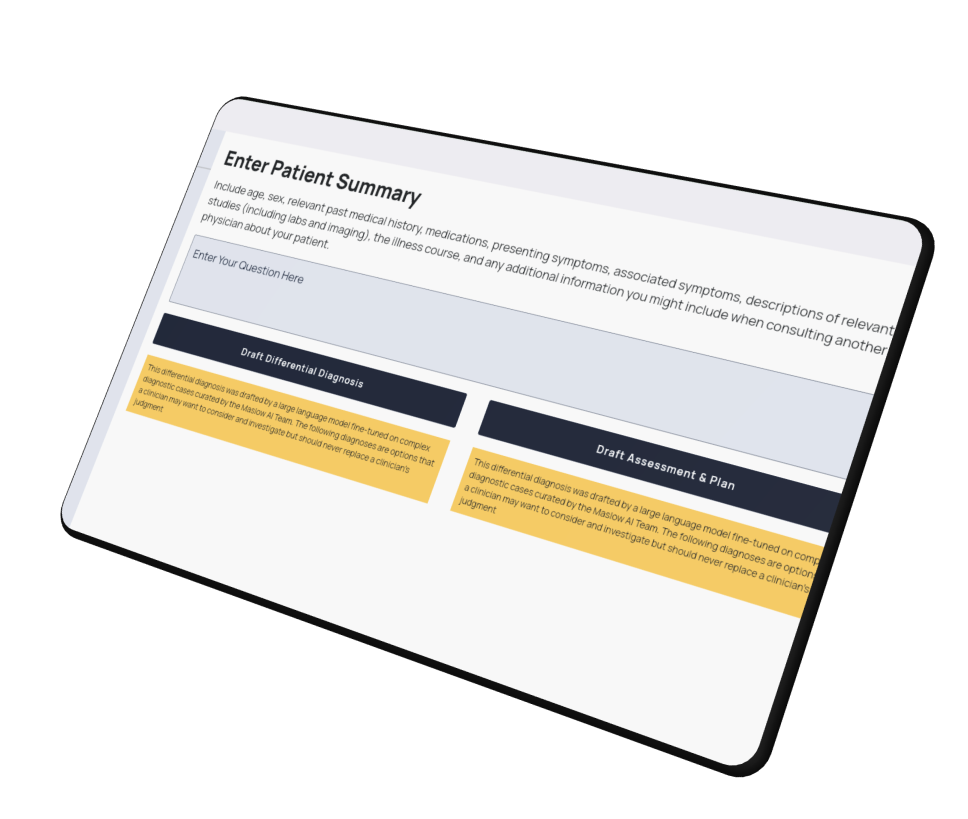 Enter Patient Summary
Include age, sex, relevant past medical history, medications, presenting symptoms, associated symptoms, descriptions of relevant
studies (including labs and imaging), the illness course, and any additional information you might include when consulting another
physician about your patient.
Enter Your Question Here
Draft Differential Diagnosis
This differential diagnosis was drafted by a large language model fine-tuned on complex
diagnostic cases curated by the Maslow AI Team. The following diagnoses are options that
a clinician may want to consider and investigate but should never replace a clinician's
judgment
Draft Assessment & Plan
This differential diagnosis was drafted by a large language model fine-tuned on comp
diagnostic cases curated by the Maslow AI Team. The following diagnoses are option
a clinician may want to consider and investigate but should never replace a clinician's
judgment